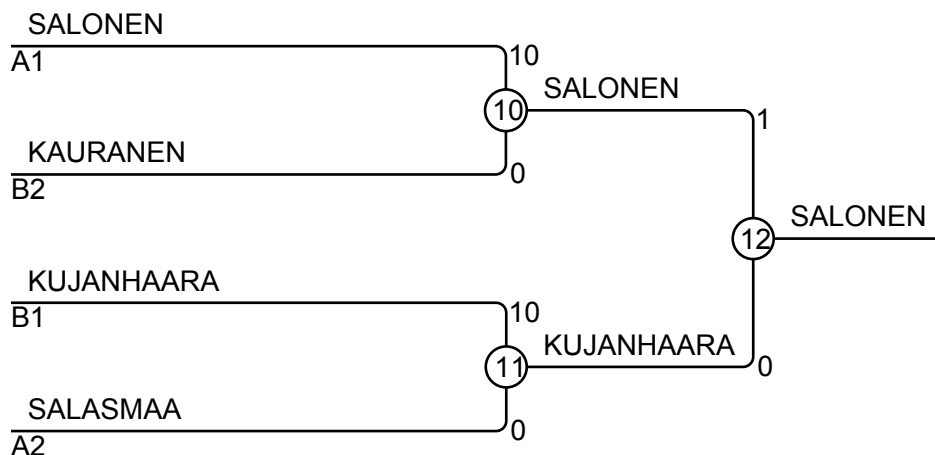 SALONEN
A1
10
10
SALONEN
1
KAURANEN
B2
0
12
SALONEN
KUJANHAARA
B1
10
11
KUJANHAARA
0
SALASMAA
A2
0